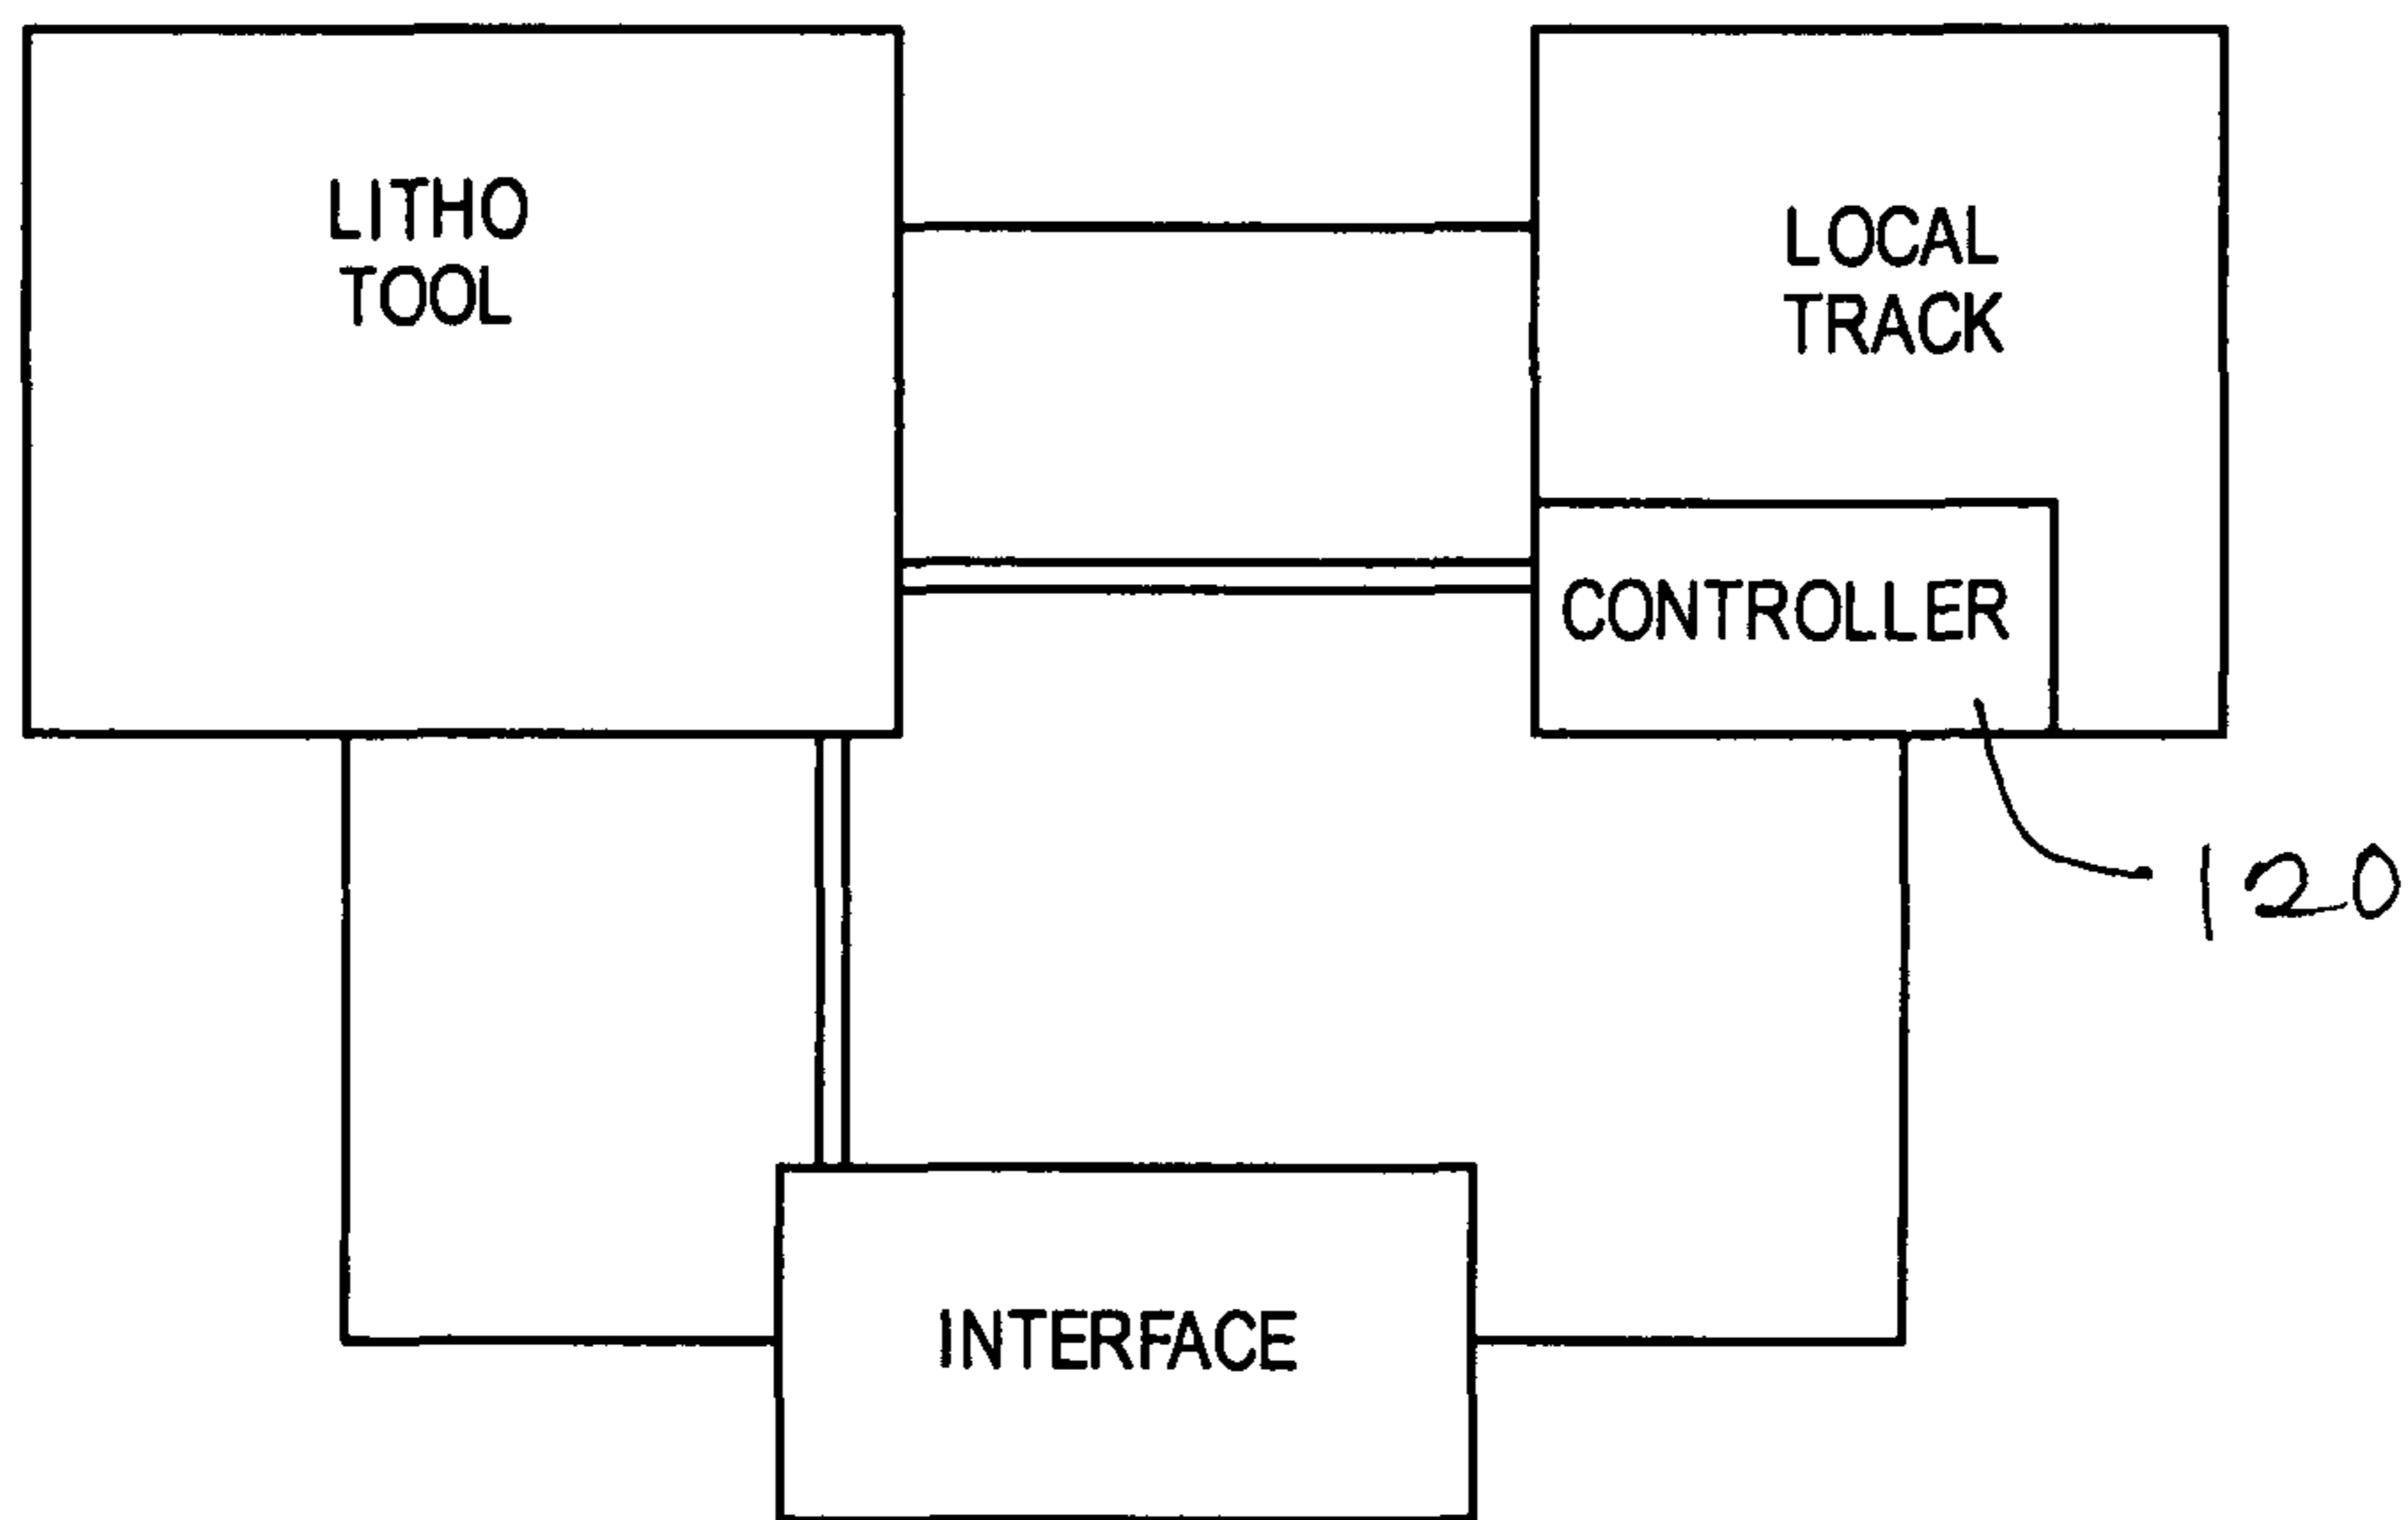 LITHO
TOOL
LOCAL
TRACK
CONTROLLER
120
INTERFACE